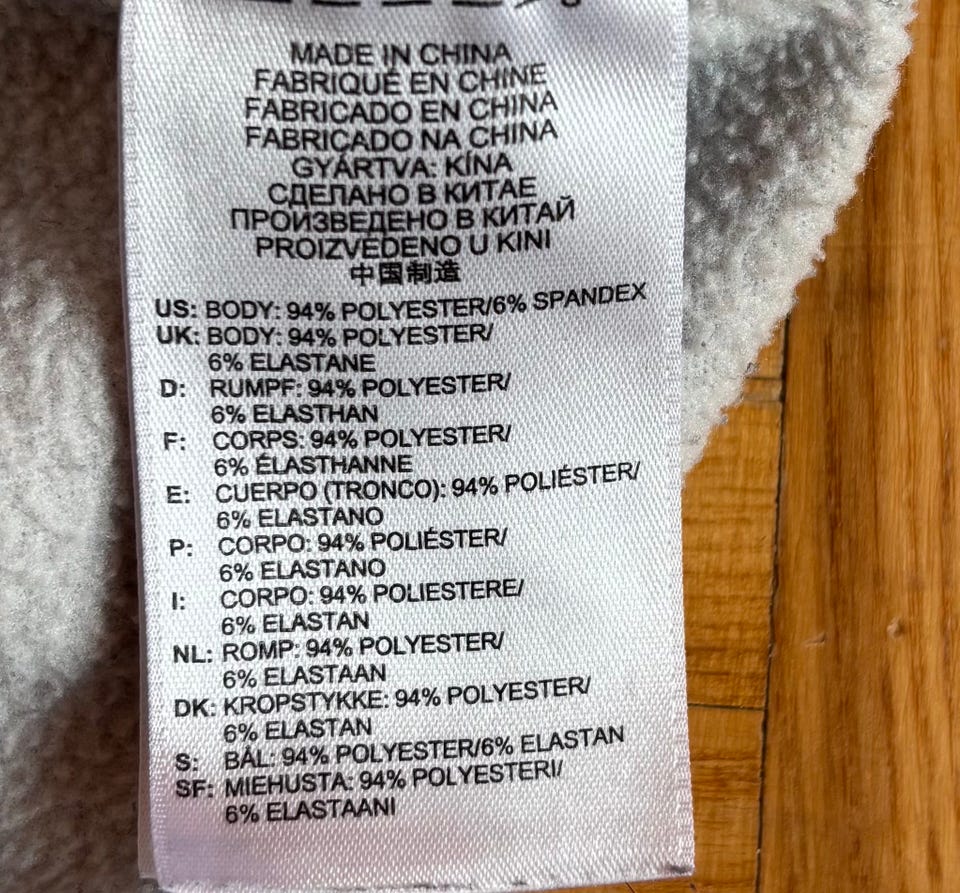 MADE IN CHINA
FABRIQUÉ EN CHINE
FABRICADO EN CHINA
FABRICADO NA CHINA
GYÁRTVA: KÍNA
СДЕЛАНО В КИТАЕ
ПРОИЗВЕДЕНО В КИТАЙ
PROIZVEDENO U KINI
中国制造
US: BODY: 94% POLYESTER/6% SPANDEX
UK: BODY: 94% POLYESTER/
6% ELASTANE
D: RUMPF: 94% POLYESTER/
6% ELASTHAN
F: CORPS: 94% POLYESTER/
6% ÉLASTHANNE
E: CUERPO (TRONCO): 94% POLIÉSTER/
6% ELASTANO
P: CORPO: 94% POLIÉSTER/
6% ELASTANO
I: CORPO: 94% POLIESTERE/
6% ELASTAN
NL: ROMP: 94% POLYESTER/
6% ELASTAAN
DK: KROPSTYKKE: 94% POLYESTER/
6% ELASTAN
S: BÅL: 94% POLYESTER/6% ELASTAN
SF: MIEHUSTA: 94% POLYESTERI/
6% ELASTAANI